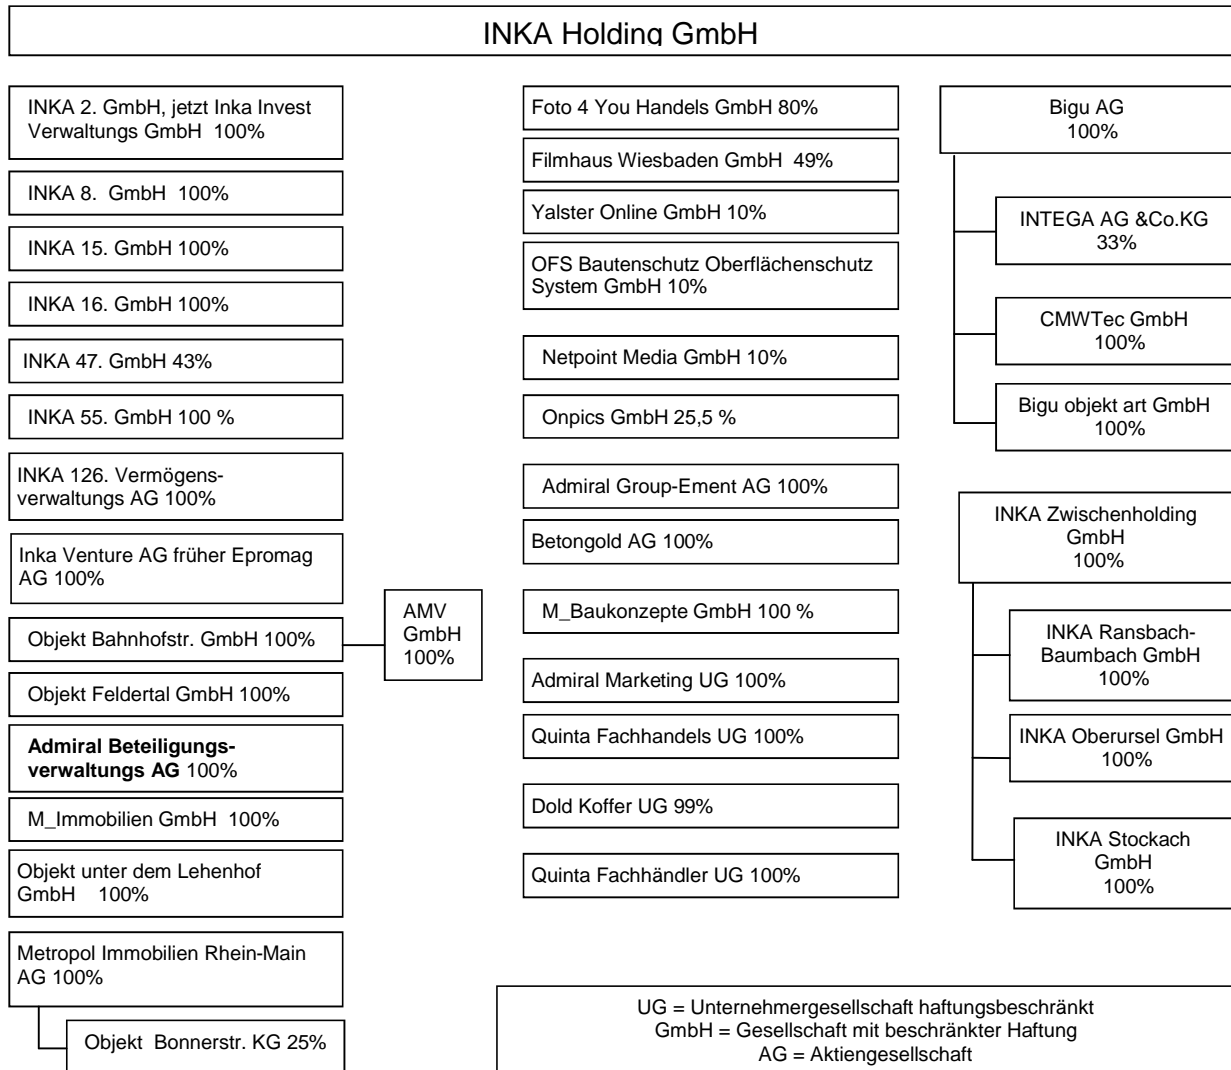 INKA Holding GmbH
INKA 2. GmbH, jetzt Inka Invest
Verwaltungs GmbH 100%
INKA 8. GmbH 100%
INKA 15. GmbH 100%
INKA 16. GmbH 100%
INKA 47. GmbH 43%
INKA 55. GmbH 100 %
INKA 126. Vermögens-
verwaltungs AG 100%
Inka Venture AG früher Epromag
AG 100%
Objekt Bahnhofstr. GmbH 100%
AMV
GmbH
100%
Objekt Feldertal GmbH 100%
Admiral Beteiligungs-
verwaltungs AG 100%
M_Immobilien GmbH 100%
Objekt unter dem Lehenhof
GmbH 100%
Metropol Immobilien Rhein-Main
AG 100%
Objekt Bonnerstr. KG 25%
Foto 4 You Handels GmbH 80%
Filmhaus Wiesbaden GmbH 49%
Yalster Online GmbH 10%
OFS Bautenschutz Oberflächenschutz
System GmbH 10%
Netpoint Media GmbH 10%
Onpics GmbH 25,5 %
Admiral Group-Ement AG 100%
Betongold AG 100%
M_Baukonzepte GmbH 100 %
Admiral Marketing UG 100%
Quinta Fachhandels UG 100%
Dold Koffer UG 99%
Quinta Fachhändler UG 100%
Bigu AG
100%
INTEGA AG &Co.KG
33%
CMWTec GmbH
100%
Bigu objekt art GmbH
100%
INKA Zwischenholding
GmbH
100%
INKA Ransbach-
Baumbach GmbH
100%
INKA Oberursel GmbH
100%
INKA Stockach
GmbH
100%
UG = Unternehmergesellschaft haftungsbeschränkt
GmbH = Gesellschaft mit beschränkter Haftung
AG = Aktiengesellschaft